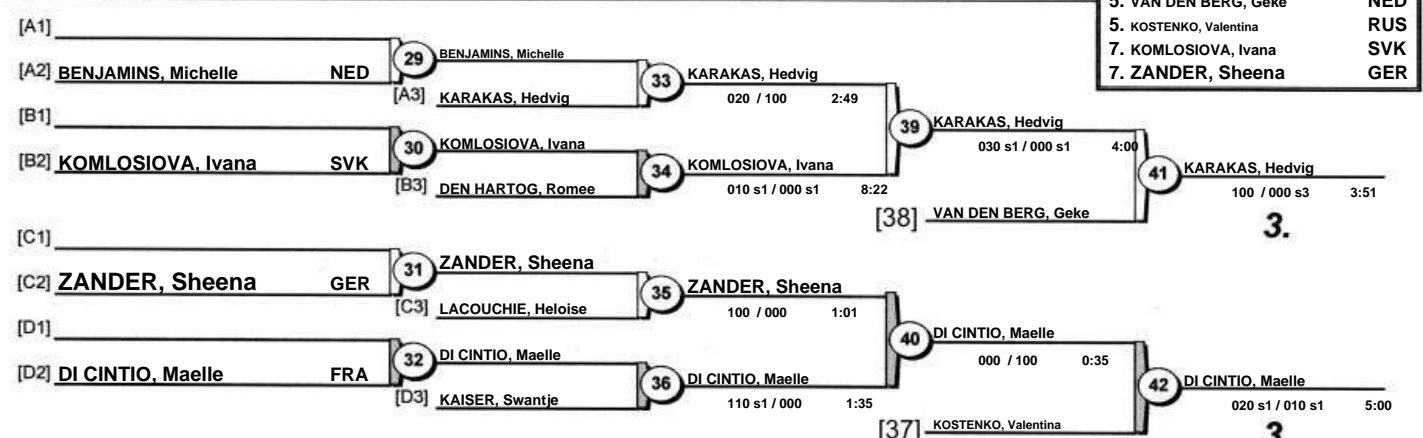 5. VAN DEN BERG, Geke NED
5. KOSTENKO, Valentina RUS
7. KOMLOSIOVA, Ivana SVK
7. ZANDER, Sheena GER
[A1]
[A2] BENJAMINS, Michelle NED
29
BENJAMINS, Michelle
[A3] KARAKAS, Hedvig
33
KARAKAS, Hedvig
020 / 100 2:49
[B1]
[B2] KOMLOSIOVA, Ivana SVK
30
KOMLOSIOVA, Ivana
[B3] DEN HARTOG, Romee
34
KOMLOSIOVA, Ivana
010 s1 / 000 s1 8:22
39
KARAKAS, Hedvig
030 s1 / 000 s1 4:00
[38] VAN DEN BERG, Geke
41
KARAKAS, Hedvig
100 / 000 s3 3:51
3.
[C1]
[C2] ZANDER, Sheena GER
31
ZANDER, Sheena
[C3] LACOUCHIE, Heloise
35
ZANDER, Sheena
100 / 000 1:01
[D1]
[D2] DI CINTIO, Maelle FRA
32
DI CINTIO, Maelle
[D3] KAISER, Swantje
36
DI CINTIO, Maelle
110 s1 / 000 1:35
40
DI CINTIO, Maelle
000 / 100 0:35
[37] KOSTENKO, Valentina
42
DI CINTIO, Maelle
020 s1 / 010 s1 5:00
3.